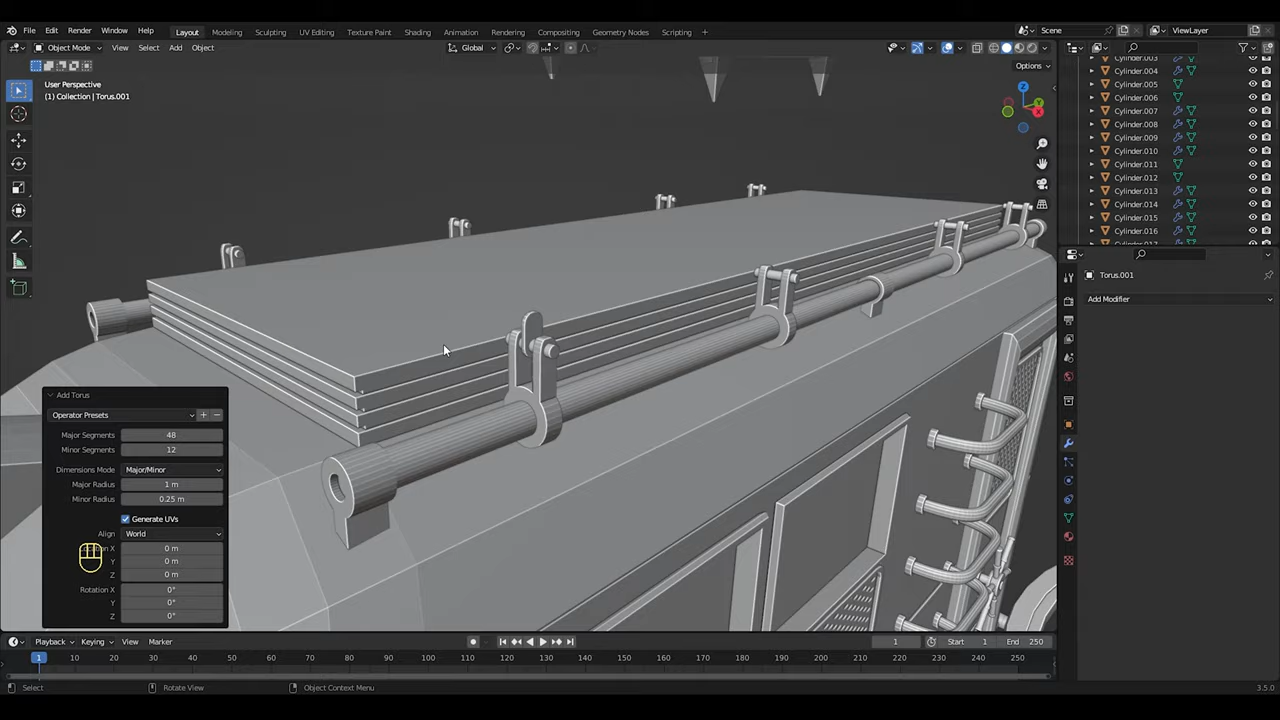 File Edit Render Window Help Layout Modeling Sculpting UV Editing Texture Paint Shading Animation Rendering Compositing Geometry Nodes Scripting + Scene ViewLayer
Object Mode View Select Add Object Global
Options
User Perspective
(1) Collection | Torus.001
Cylinder.003
Cylinder.004
Cylinder.005
Cylinder.006
Cylinder.007
Cylinder.008
Cylinder.009
Cylinder.010
Cylinder.011
Cylinder.012
Cylinder.013
Cylinder.014
Cylinder.015
Cylinder.016
Cylinder.017
Torus.001
Add Modifier
Add Torus
Operator Presets
Major Segments 48
Minor Segments 12
Dimensions Mode Major/Minor
Major Radius 1 m
Minor Radius 0.25 m
Generate UVs
Align World
X 0 m
Y 0 m
Z 0 m
Rotation X 0°
Y 0°
Z 0°
Playback Keying View Marker 1 Start 1 End 250
1 10 20 30 40 50 60 70 80 90 100 110 120 130 140 150 160 170 180 190 200 210 220 230 240 250
Select Rotate View Object Context Menu 3.5.0